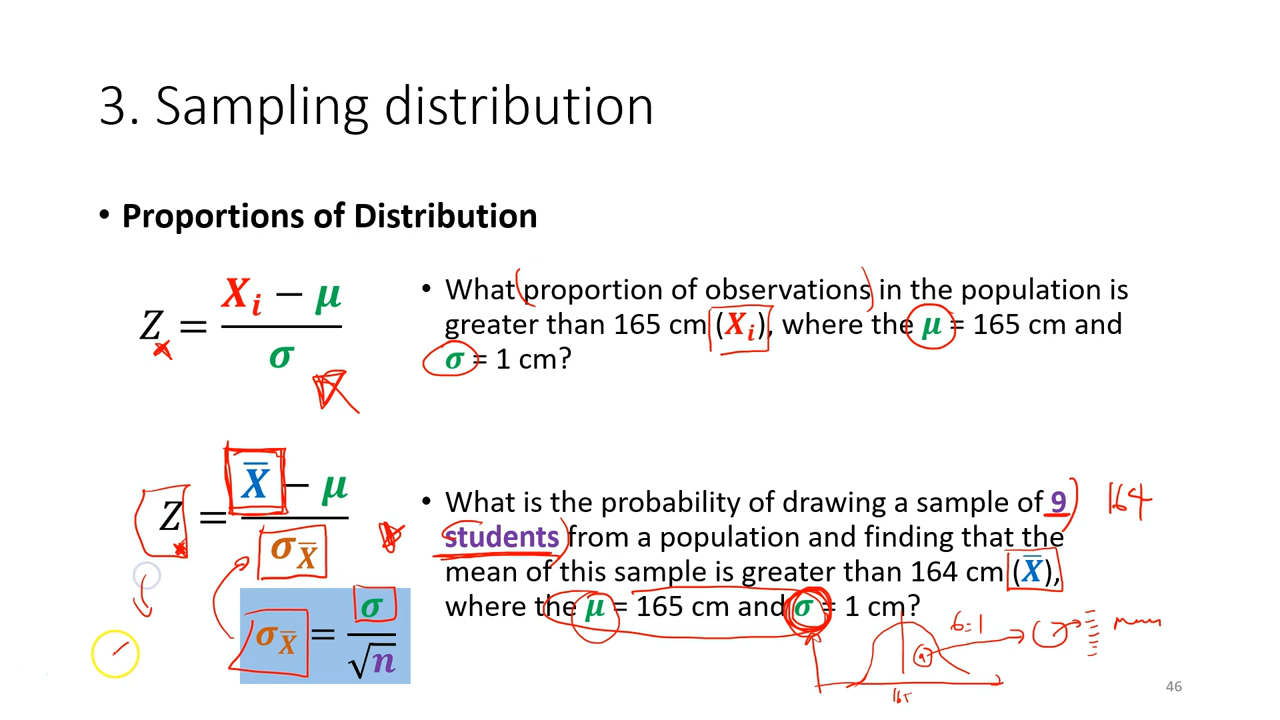 3. Sampling distribution
• Proportions of Distribution
Z = (Xᵢ − μ) / σ
• What proportion of observations in the population is
greater than 165 cm (Xᵢ), where the μ = 165 cm and
σ = 1 cm?
Z = (X̄ − μ) / σ_X̄
σ_X̄ = σ / √n
• What is the probability of drawing a sample of 9
students from a population and finding that the
mean of this sample is greater than 164 cm (X̄),
where the μ = 165 cm and σ = 1 cm?
164
σ=1
165
46